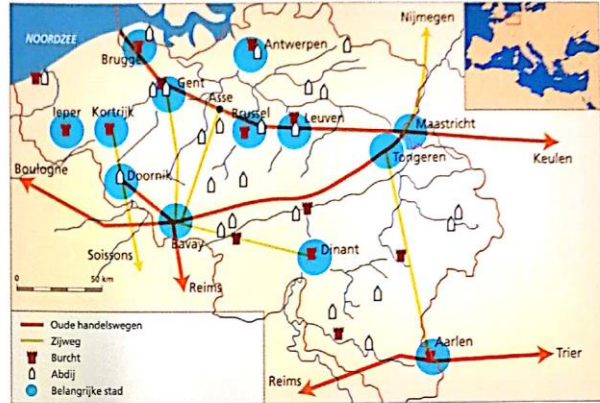 Nijmegen
NOORDZEE
Antwerpen
Brugge
Gent
Asse
Ieper
Kortrijk
Brussel
Leuven
Maastricht
Tongeren
Keulen
Boulogne
Doornik
Bavay
Soissons
Dinant
0
50 km
Reims
Aarlen
Trier
Reims
Oude handelswegen
Zijweg
Burcht
Abdij
Belangrijke stad